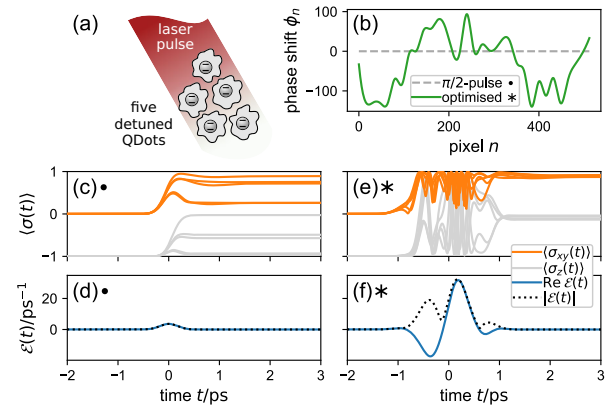 (a)
laser
pulse
five
detuned
QDots
(b)
phase shift ϕₙ
100
0
−100
0
200
400
pixel n
π/2-pulse •
optimised ∗
(c) •
⟨σ(t)⟩
1
0
−1
(e) ∗
⟨σxy(t)⟩
⟨σz(t)⟩
Re ℰ(t)
|ℰ(t)|
(d) •
ℰ(t)/ps⁻¹
20
0
−2 −1 0 1 2 3
time t/ps
(f) ∗
−2 −1 0 1 2 3
time t/ps